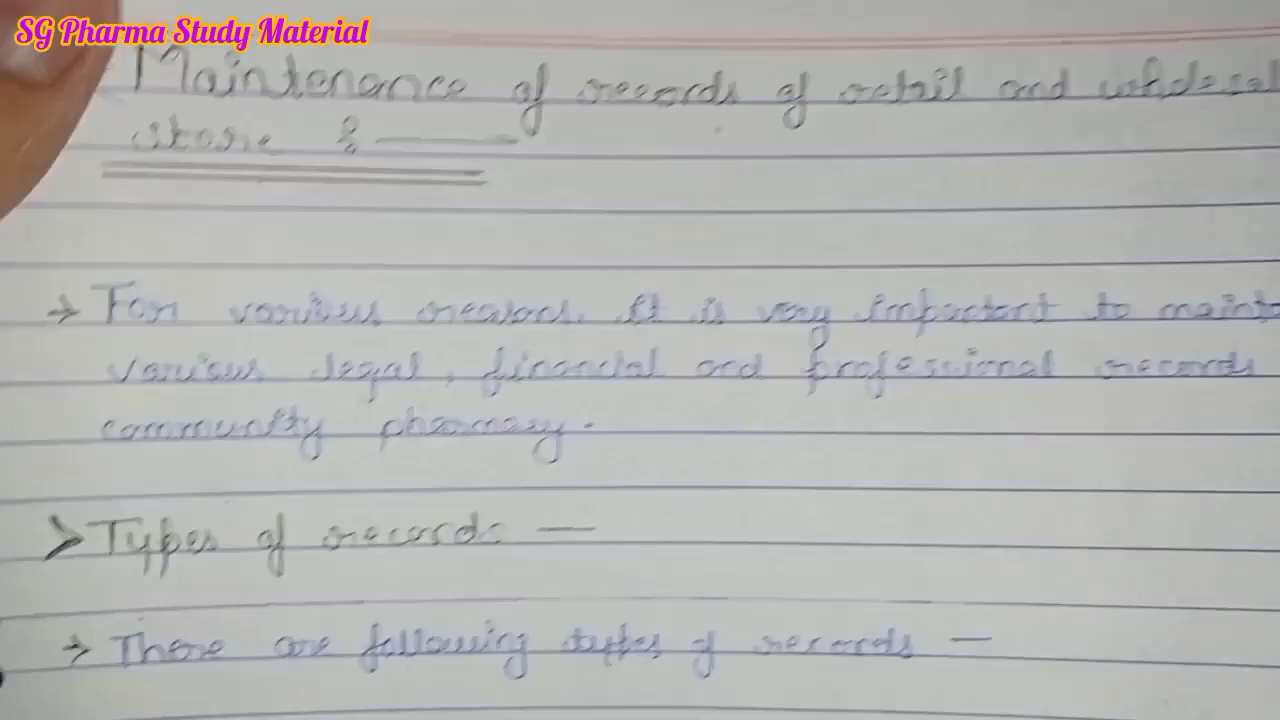 SG Pharma Study Material
Maintenance of records of retail and wholesal
store :-
→ For various reasons. It is very important to maint
various legal, financial and professional records
community pharmacy.
> Types of records —
→ There are following types of records —